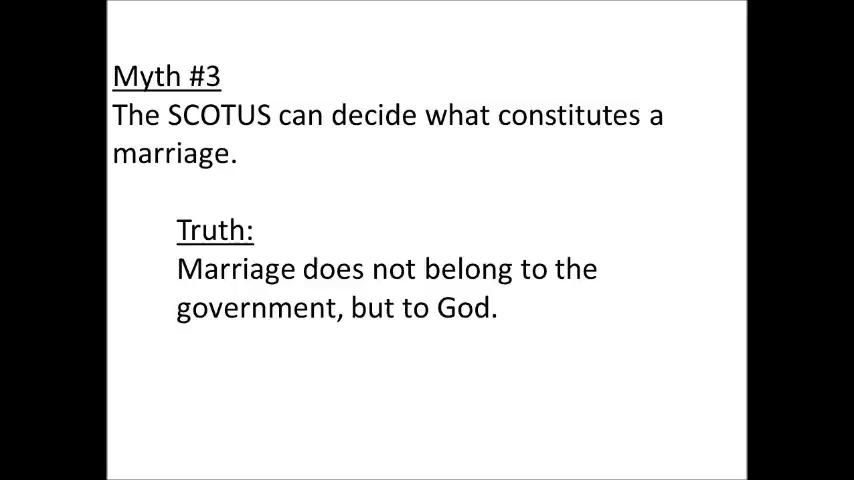 Myth #3
The SCOTUS can decide what constitutes a
marriage.
Truth:
Marriage does not belong to the
government, but to God.